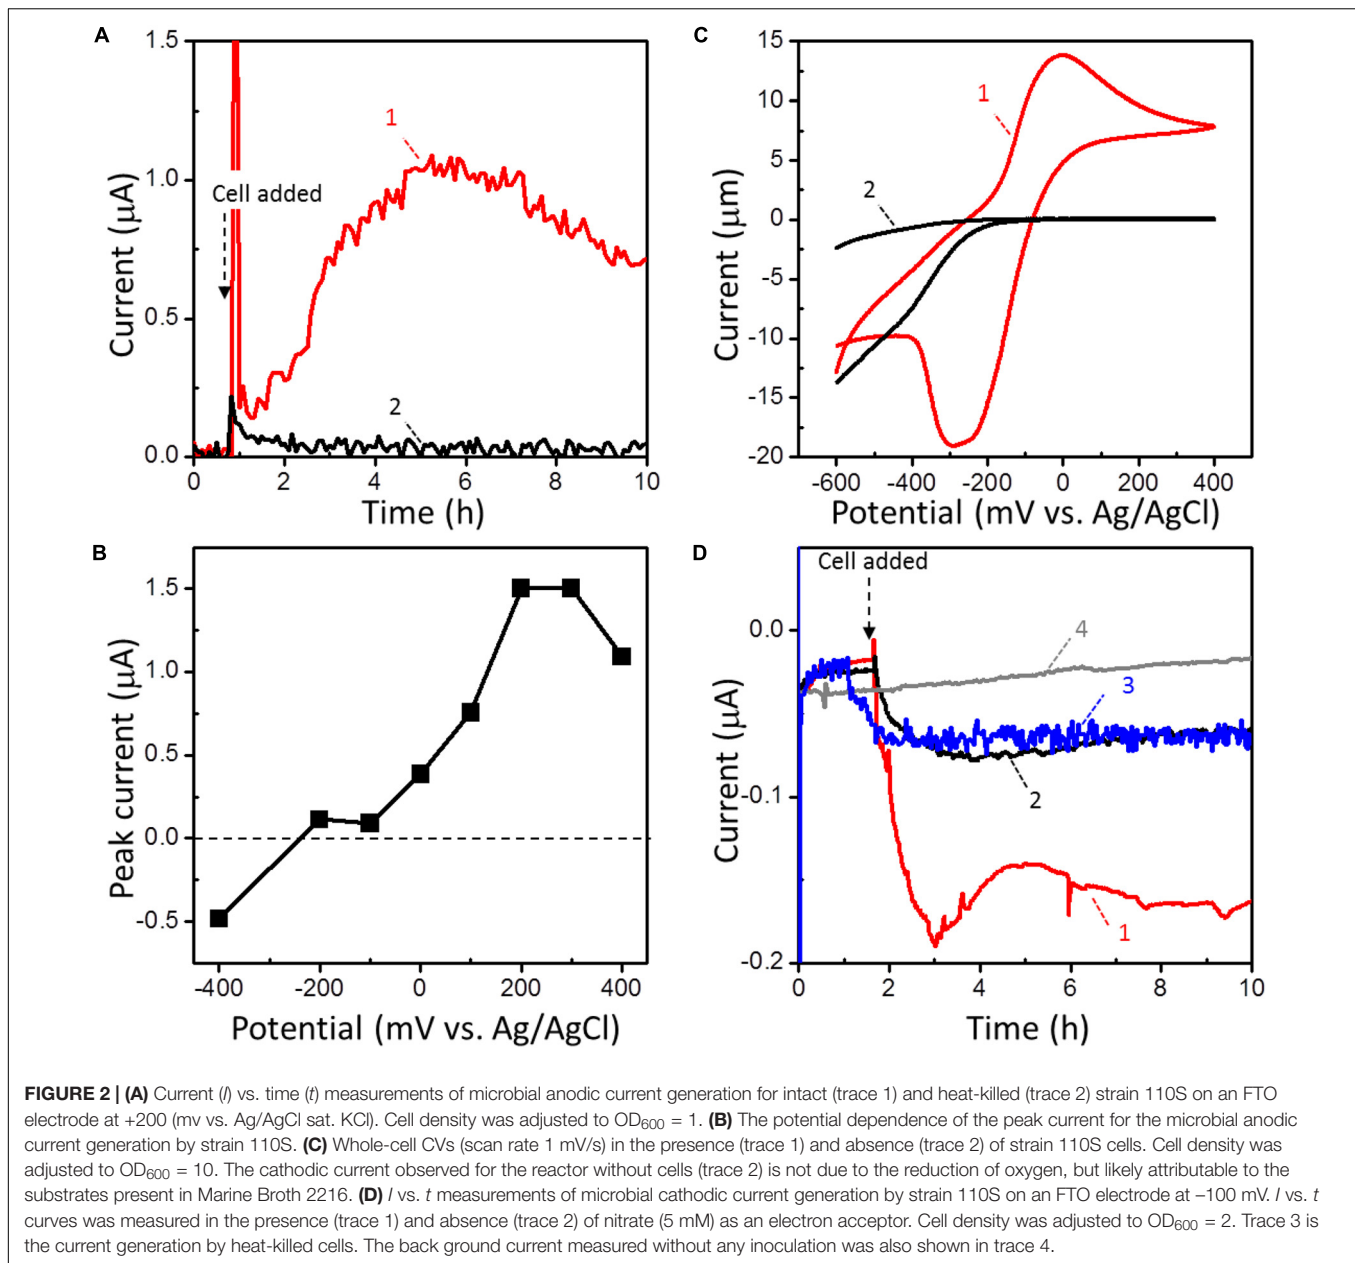 A
1.5
1.0
0.5
0.0
Current (µA)
Cell added
1
2
0 2 4 6 8 10
Time (h)
C
15
10
5
0
-5
-10
-15
-20
Current (µm)
1
2
-600 -400 -200 0 200 400
Potential (mV vs. Ag/AgCl)
B
1.5
1.0
0.5
0.0
-0.5
Peak current (µA)
-400 -200 0 200 400
Potential (mV vs. Ag/AgCl)
D
Cell added
0.0
-0.1
-0.2
Current (µA)
4
3
2
1
0 2 4 6 8 10
Time (h)
FIGURE 2 | (A) Current (I) vs. time (t) measurements of microbial anodic current generation for intact (trace 1) and heat-killed (trace 2) strain 110S on an FTO
electrode at +200 (mv vs. Ag/AgCl sat. KCl). Cell density was adjusted to OD600 = 1. (B) The potential dependence of the peak current for the microbial anodic
current generation by strain 110S. (C) Whole-cell CVs (scan rate 1 mV/s) in the presence (trace 1) and absence (trace 2) of strain 110S cells. Cell density was
adjusted to OD600 = 10. The cathodic current observed for the reactor without cells (trace 2) is not due to the reduction of oxygen, but likely attributable to the
substrates present in Marine Broth 2216. (D) I vs. t measurements of microbial cathodic current generation by strain 110S on an FTO electrode at –100 mV. I vs. t
curves was measured in the presence (trace 1) and absence (trace 2) of nitrate (5 mM) as an electron acceptor. Cell density was adjusted to OD600 = 2. Trace 3 is
the current generation by heat-killed cells. The back ground current measured without any inoculation was also shown in trace 4.